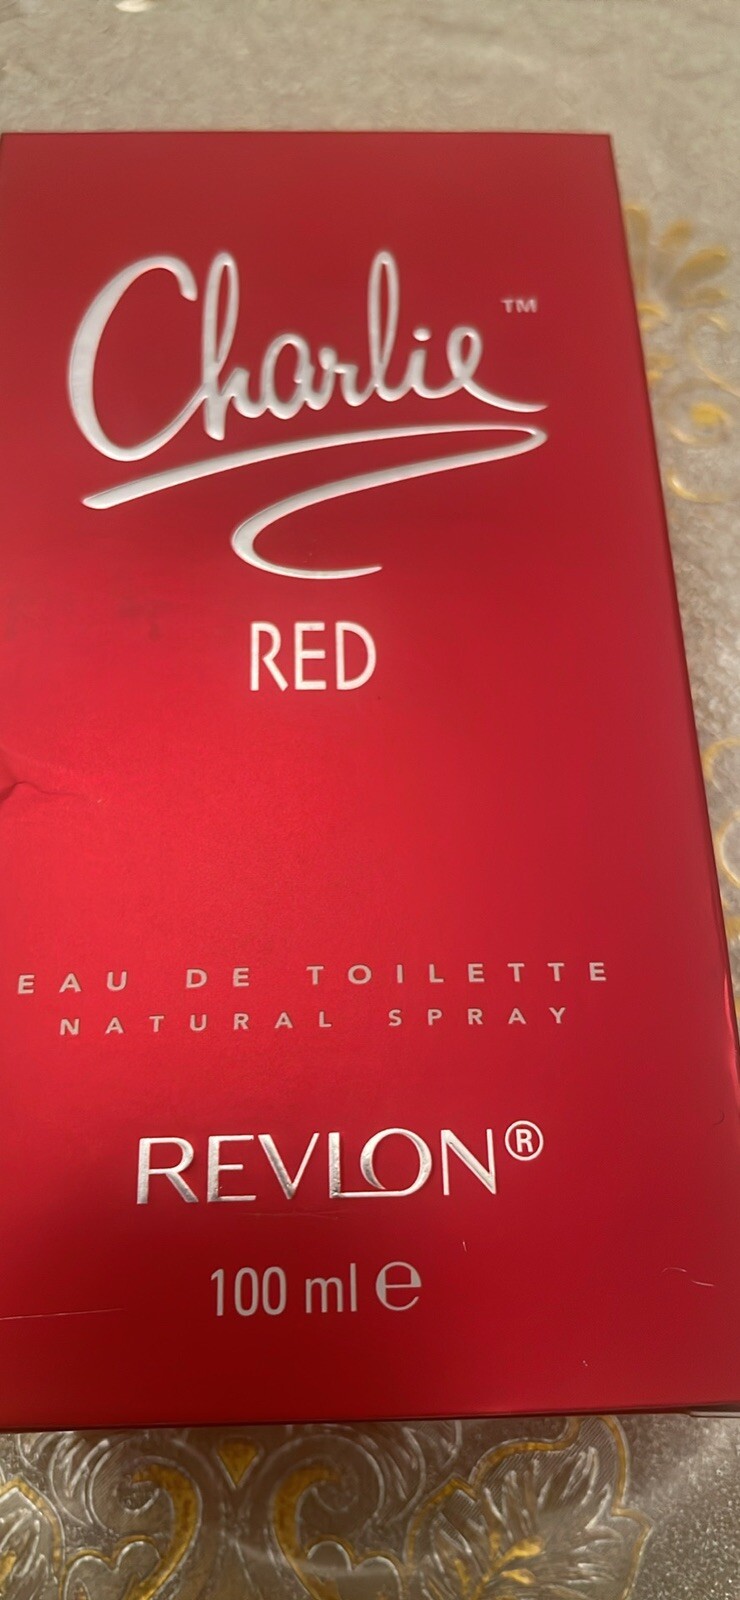 Charlie™
RED
EAU DE TOILETTE
NATURAL SPRAY
REVLON®
100 ml ℮